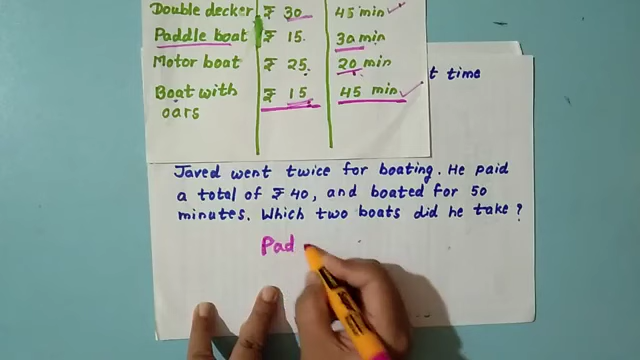 Double decker ₹ 30 45 min ✓
Paddle boat ₹ 15. 30 min
Motor boat ₹ 25. 20 min
t time
Boat with ₹ 15 45 min ✓
oars
Javed went twice for boating. He paid
a total of ₹ 40, and boated for 50
minutes. Which two boats did he take ?
Pad